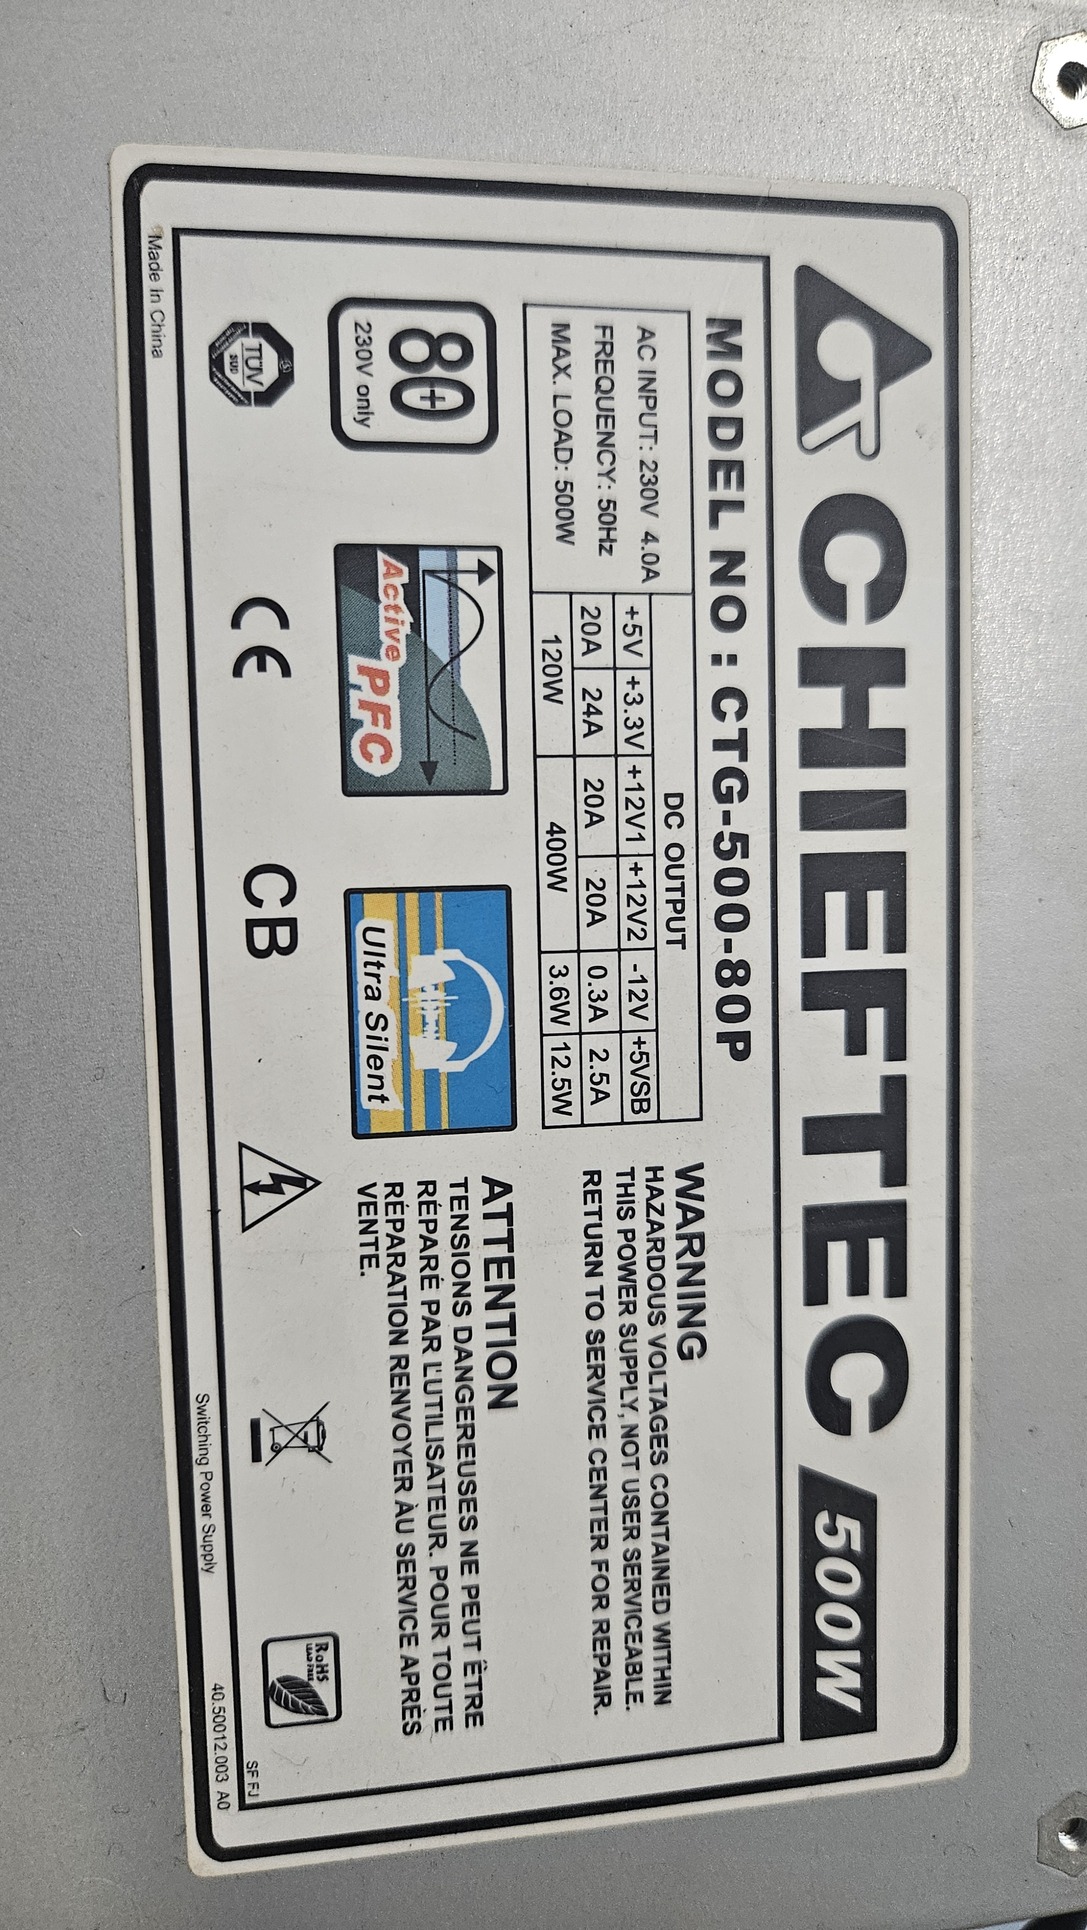 CHIEFTEC 500W
MODEL NO : CTG-500-80P
AC INPUT: 230V 4.0A
FREQUENCY: 50Hz
MAX. LOAD: 500W
DC OUTPUT
+5V +3.3V +12V1 +12V2 -12V +5VSB
20A 24A 20A 20A 0.3A 2.5A
120W 400W 3.6W 12.5W
WARNING
HAZARDOUS VOLTAGES CONTAINED WITHIN
THIS POWER SUPPLY, NOT USER SERVICEABLE.
RETURN TO SERVICE CENTER FOR REPAIR.
80+
230V only
Active PFC
Ultra Silent
ATTENTION
TENSIONS DANGEREUSES NE PEUT ÊTRE
RÉPARÉ PAR L'UTILISATEUR. POUR TOUTE
RÉPARATION RENVOYER ÀU SERVICE APRÈS
VENTE.
TÜV
SÜD
CE
CB
RoHS
LEAD FREE
SF FJ
Made In China
Switching Power Supply
40.50012.003 A0